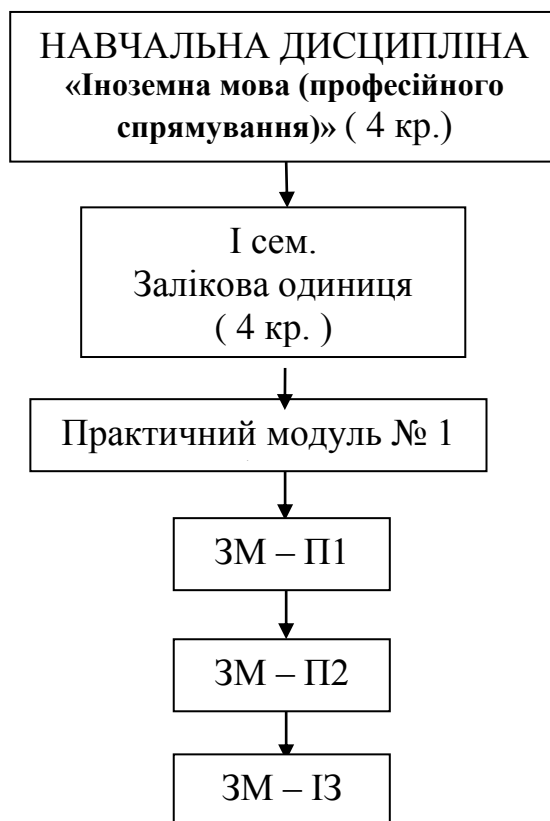 НАВЧАЛЬНА ДИСЦИПЛІНА
«Іноземна мова (професійного
спрямування)» ( 4 кр.)
І сем.
Залікова одиниця
( 4 кр. )
Практичний модуль № 1
ЗМ – П1
ЗМ – П2
ЗМ – ІЗ